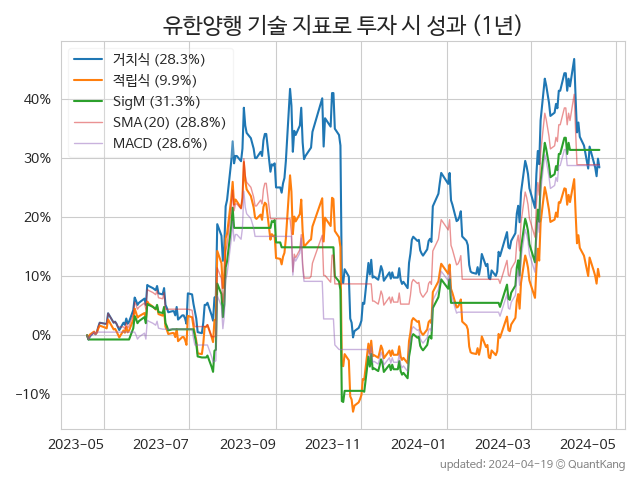 유한양행 기술 지표로 투자 시 성과 (1년)
거치식 (28.3%)
적립식 (9.9%)
SigM (31.3%)
SMA(20) (28.8%)
MACD (28.6%)
40%
30%
20%
10%
0%
−10%
2023-05 2023-07 2023-09 2023-11 2024-01 2024-03 2024-05
updated: 2024-04-19 © QuantKang